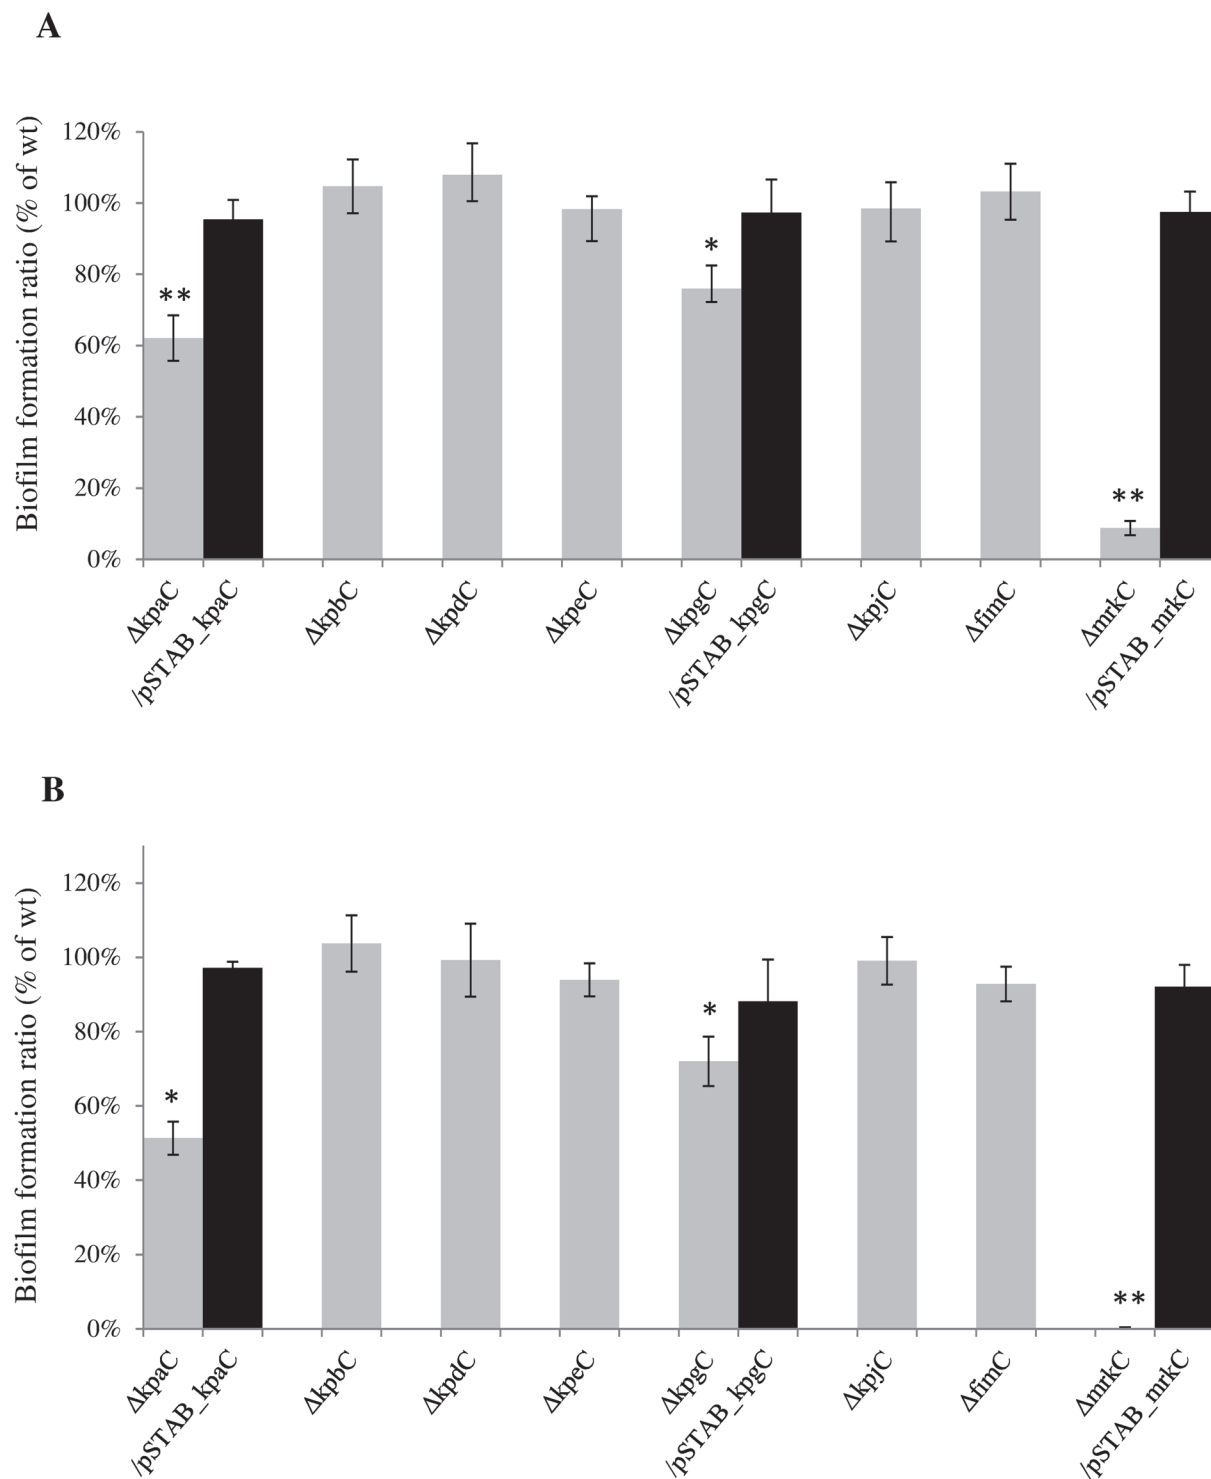 A
Biofilm formation ratio (% of wt)
120%
100%
80%
60%
40%
20%
0%
**
*
**
ΔkpaC
/pSTAB_kpaC
ΔkpbC
ΔkpdC
ΔkpeC
ΔkpgC
/pSTAB_kpgC
ΔkpjC
ΔfimC
ΔmrkC
/pSTAB_mrkC
B
Biofilm formation ratio (% of wt)
120%
100%
80%
60%
40%
20%
0%
*
*
**
ΔkpaC
/pSTAB_kpaC
ΔkpbC
ΔkpdC
ΔkpeC
ΔkpgC
/pSTAB_kpgC
ΔkpjC
ΔfimC
ΔmrkC
/pSTAB_mrkC